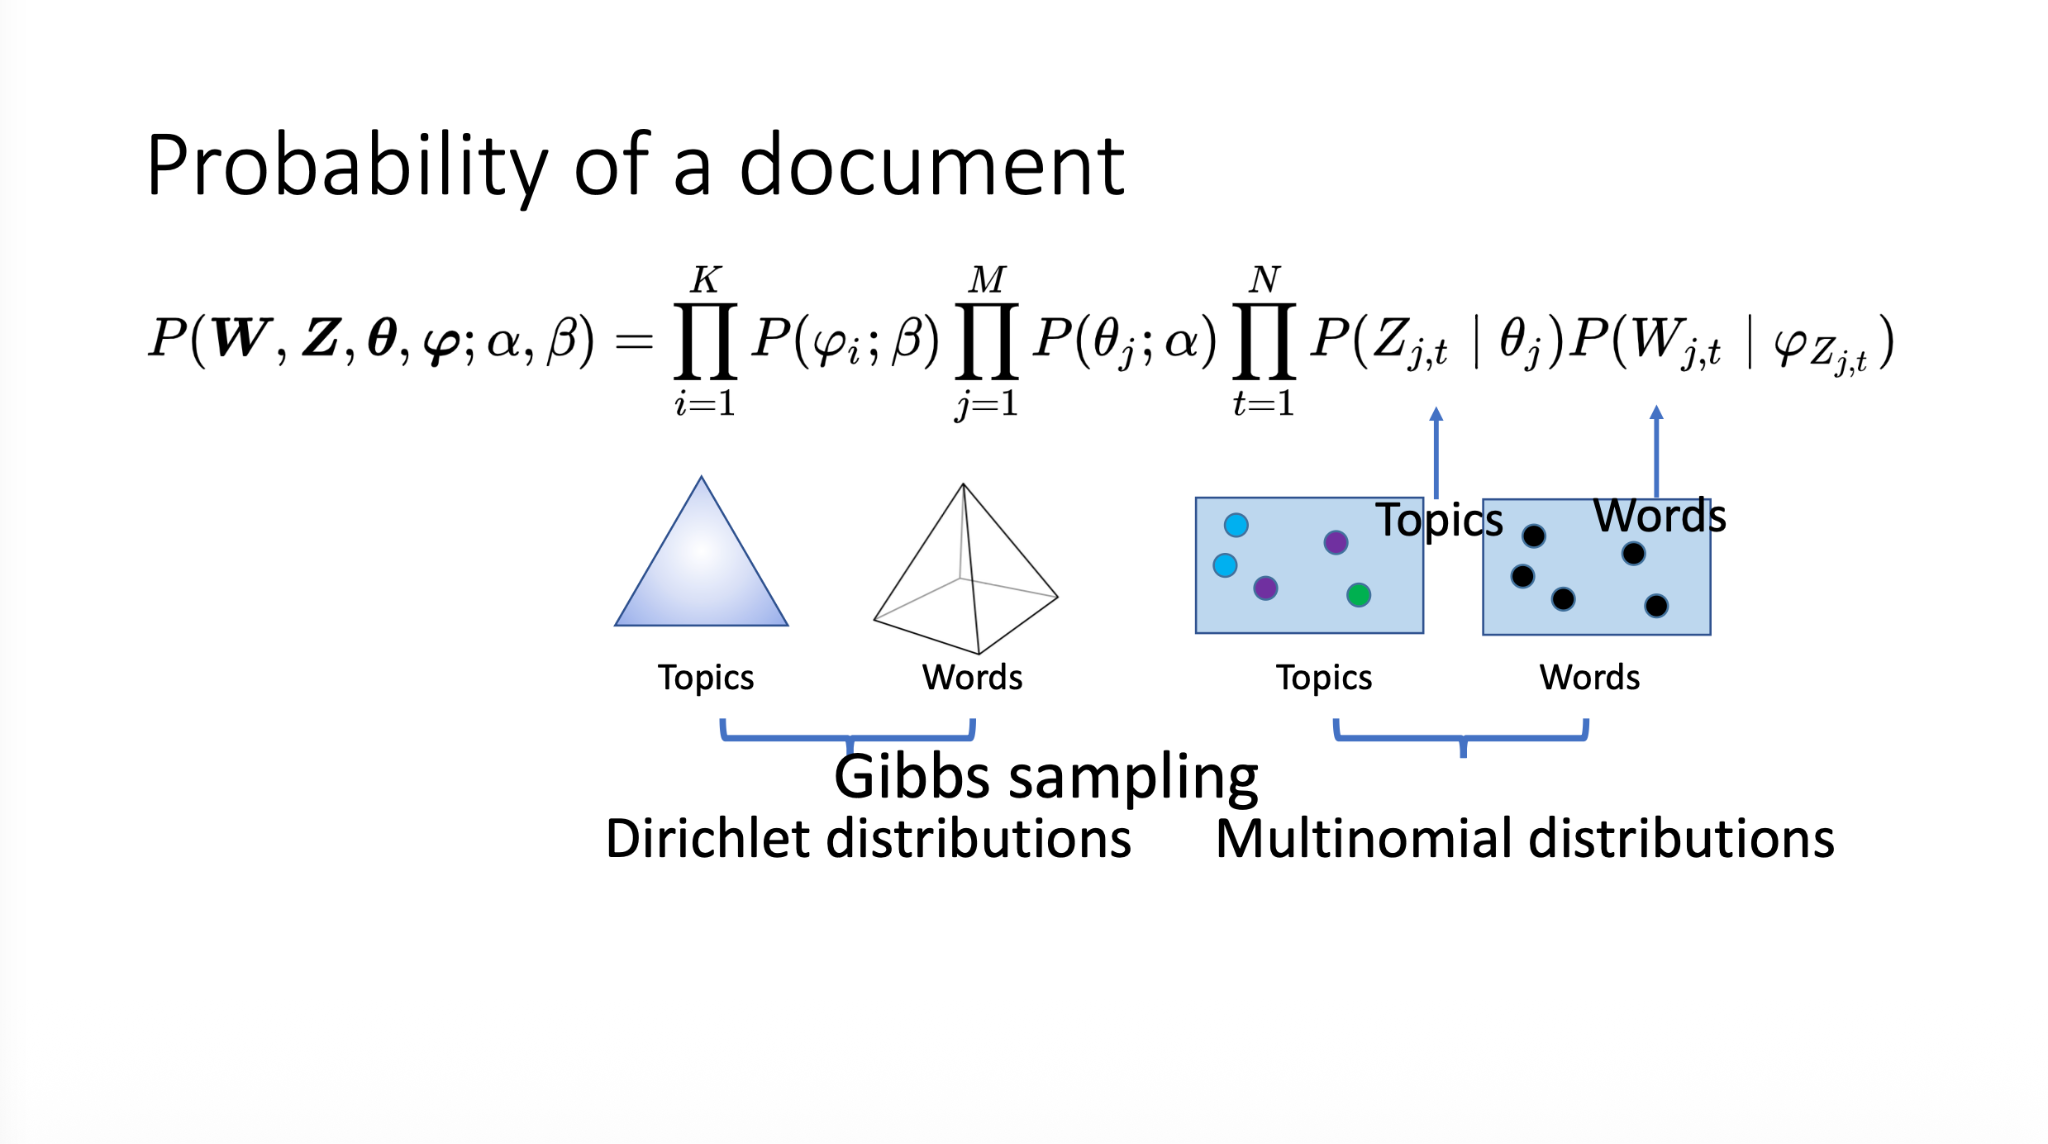 Probability of a document
P(W, Z, θ, φ; α, β) = ∏_{i=1}^{K} P(φ_i; β) ∏_{j=1}^{M} P(θ_j; α) ∏_{t=1}^{N} P(Z_{j,t} | θ_j)P(W_{j,t} | φ_{Z_{j,t}})
Topics Words
Topics Words Topics Words
Gibbs sampling
Dirichlet distributions Multinomial distributions